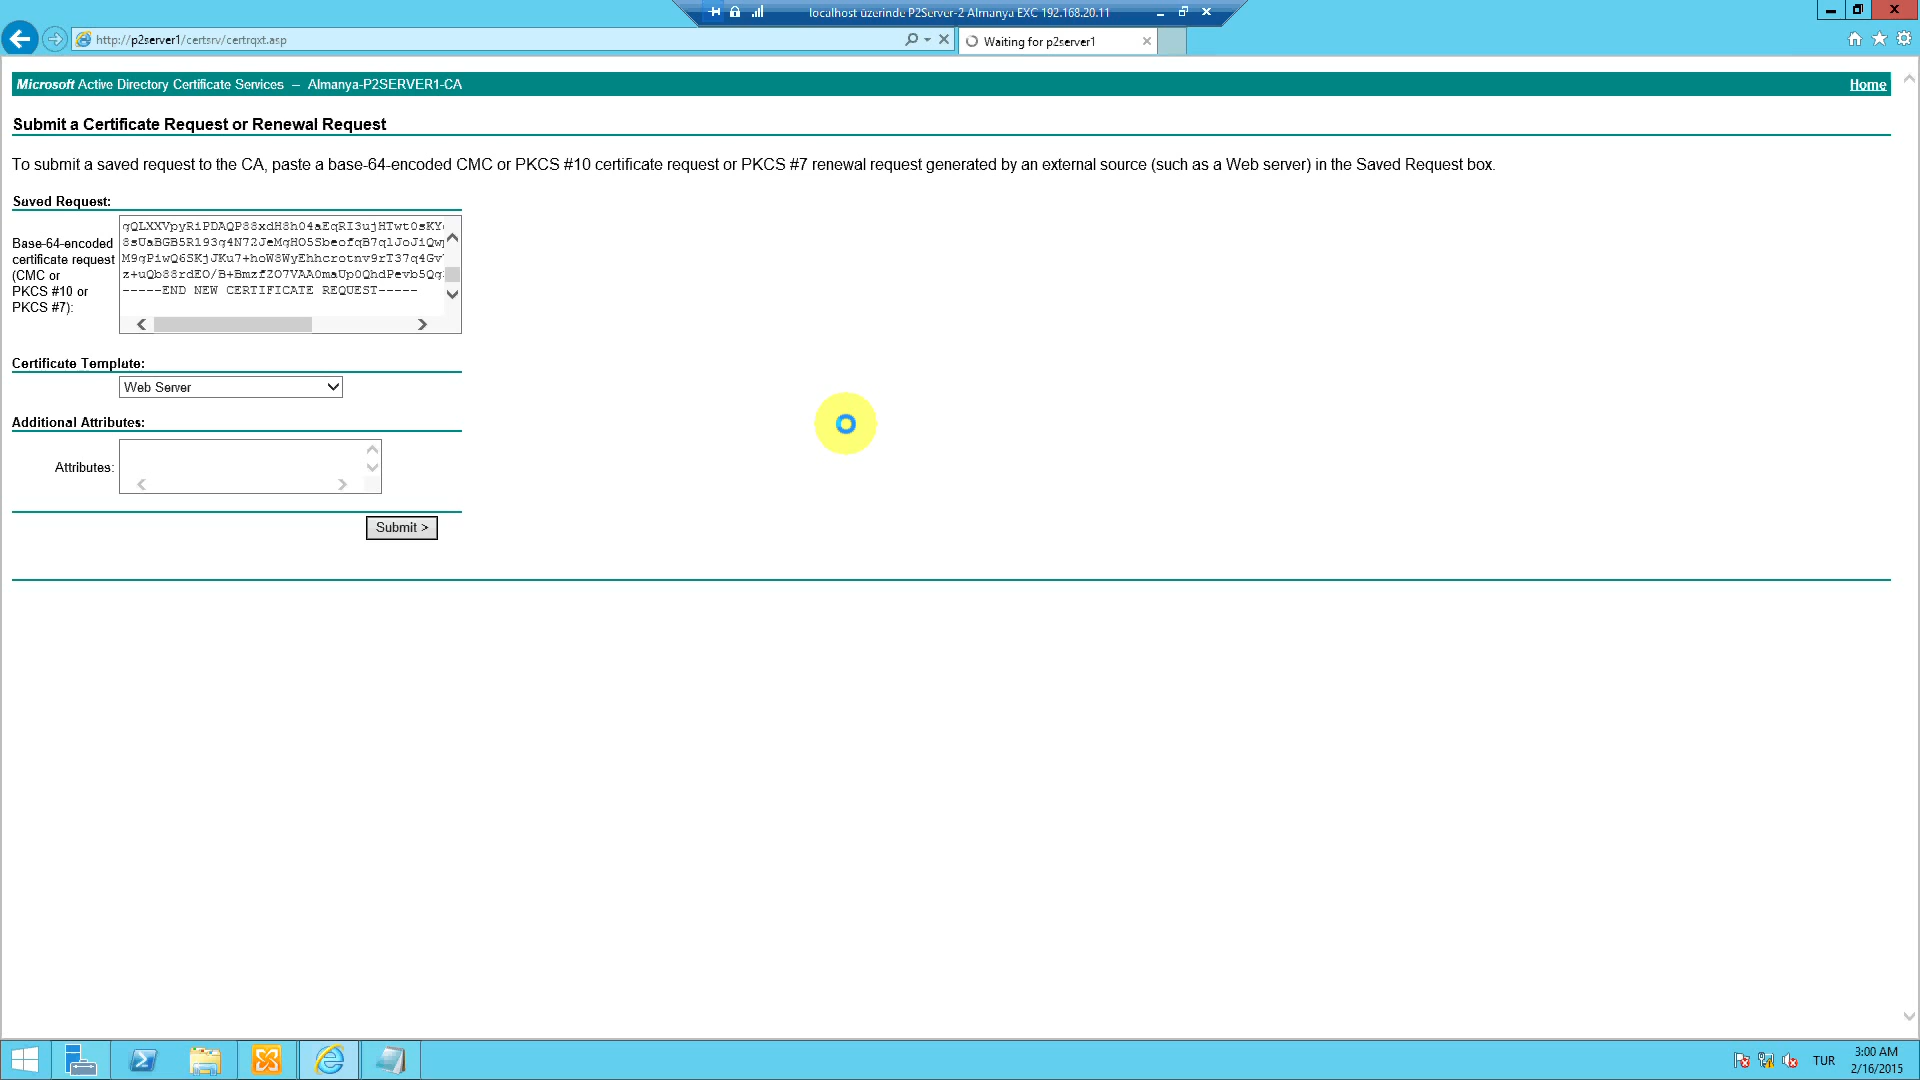 localhost üzerinde P2Server-2 Almanya EXC 192.168.20.11
http://p2server1/certsrv/certrqxt.asp
Waiting for p2server1
Microsoft Active Directory Certificate Services -- Almanya-P2SERVER1-CA
Home
Submit a Certificate Request or Renewal Request
To submit a saved request to the CA, paste a base-64-encoded CMC or PKCS #10 certificate request or PKCS #7 renewal request generated by an external source (such as a Web server) in the Saved Request box.
Saved Request:
Base-64-encoded
certificate request
(CMC or
PKCS #10 or
PKCS #7):
-----END NEW CERTIFICATE REQUEST-----
Certificate Template:
Web Server
Additional Attributes:
Attributes:
Submit >
TUR
3:00 AM
2/16/2015